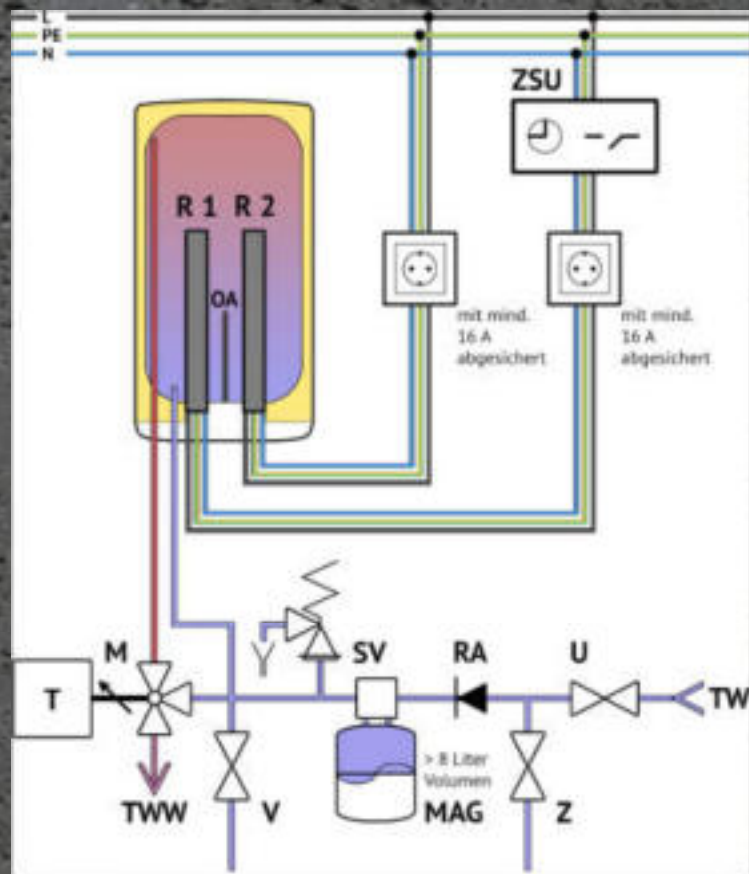 L
PE
N
ZSU
R 1 R 2
OA
mit mind.
16 A
abgesichert
mit mind.
16 A
abgesichert
M
SV
RA
U
T
TW
> 8 Liter
Volumen
TWW
V
MAG
Z